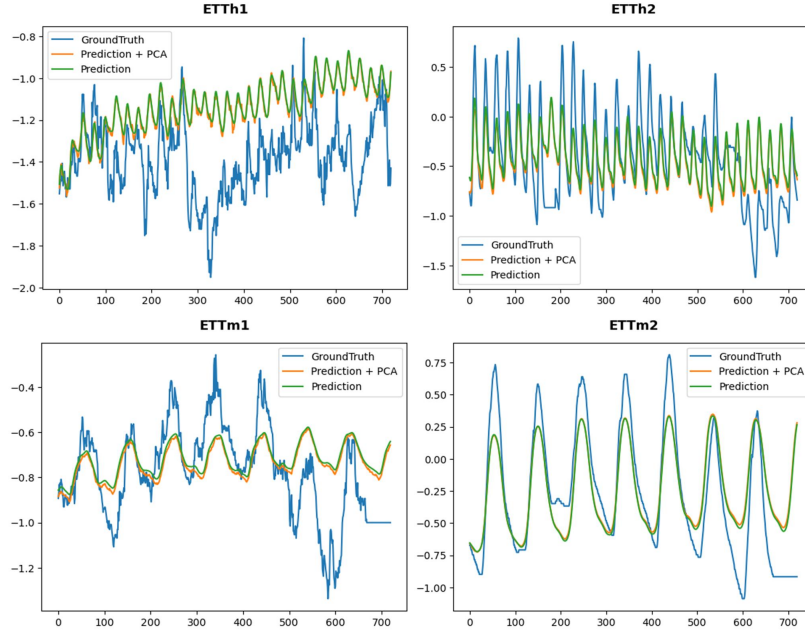 ETTh1
−0.8
−1.0
−1.2
−1.4
−1.6
−1.8
−2.0
GroundTruth
Prediction + PCA
Prediction
0 100 200 300 400 500 600 700
ETTh2
0.5
0.0
−0.5
−1.0
−1.5
GroundTruth
Prediction + PCA
Prediction
0 100 200 300 400 500 600 700
ETTm1
−0.4
−0.6
−0.8
−1.0
−1.2
GroundTruth
Prediction + PCA
Prediction
0 100 200 300 400 500 600 700
ETTm2
0.75
0.50
0.25
0.00
−0.25
−0.50
−0.75
−1.00
GroundTruth
Prediction + PCA
Prediction
0 100 200 300 400 500 600 700